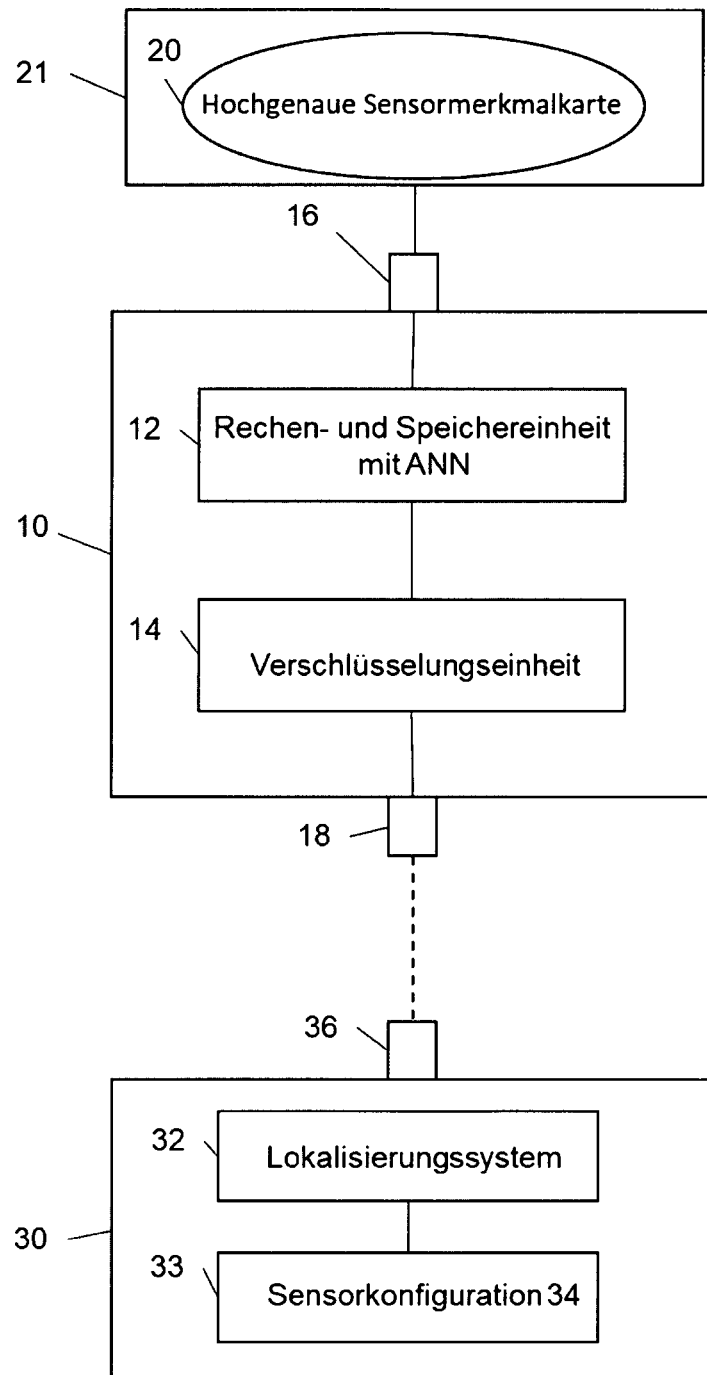 21
20
Hochgenaue Sensormerkmalkarte
16
12
Rechen- und Speichereinheit
mit ANN
10
14
Verschlüsselungseinheit
18
36
32
Lokalisierungssystem
30
33
Sensorkonfiguration 34